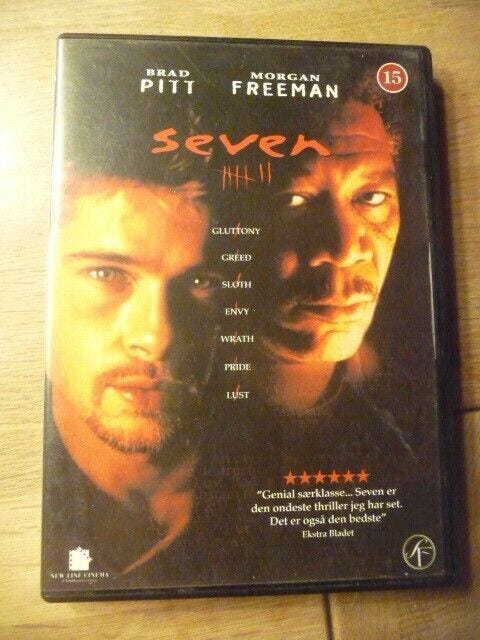 BRAD
PITT
MORGAN
FREEMAN
15
seven
GLUTTONY
GREED
SLOTH
ENVY
WRATH
PRIDE
LUST
"Genial særklasse... Seven er
den ondeste thriller jeg har set.
Det er også den bedste"
Ekstra Bladet
SF
NEW LINE CINEMA